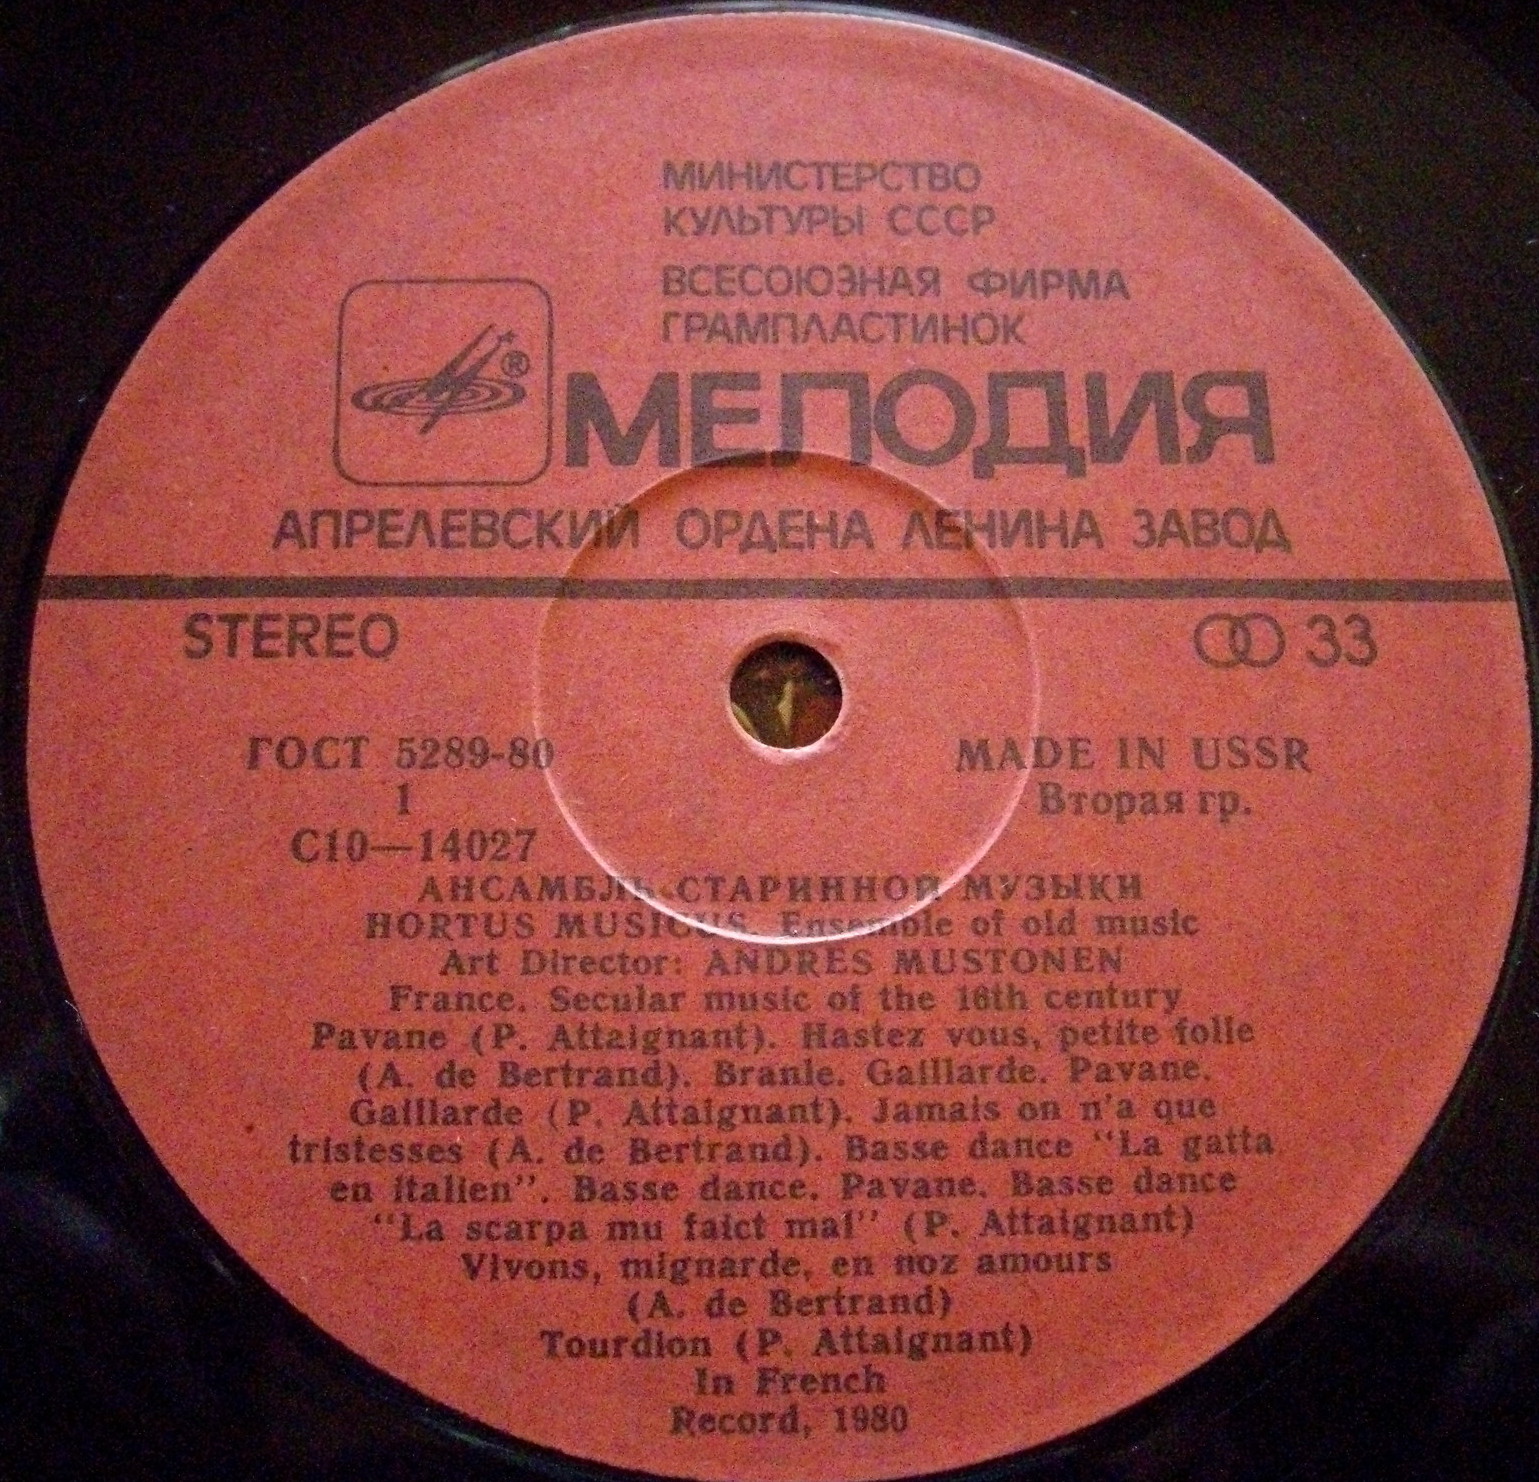 МИНИСТЕРСТВО
КУЛЬТУРЫ СССР
ВСЕСОЮЗНАЯ ФИРМА
ГРАМПЛАСТИНОК
®
МЕЛОДИЯ
АПРЕЛЕВСКИЙ ОРДЕНА ЛЕНИНА ЗАВОД
STEREO 33
ГОСТ 5289-80 MADE IN USSR
1 Вторая гр.
С10—14027
АНСАМБЛЬ СТАРИННОЙ МУЗЫКИ
HORTUS MUSICUS. Ensemble of old music
Art Director: ANDRES MUSTONEN
France. Secular music of the 16th century
Pavane (P. Attaignant). Hastez vous, petite folle
(A. de Bertrand). Branle. Gaillarde. Pavane.
Gaillarde (P. Attaignant). Jamais on n'a que
tristesses (A. de Bertrand). Basse dance "La gatta
en italien". Basse dance. Pavane. Basse dance
"La scarpa mu faict mal" (P. Attaignant)
Vivons, mignarde, en noz amours
(A. de Bertrand)
Tourdion (P. Attaignant)
In French
Record, 1980